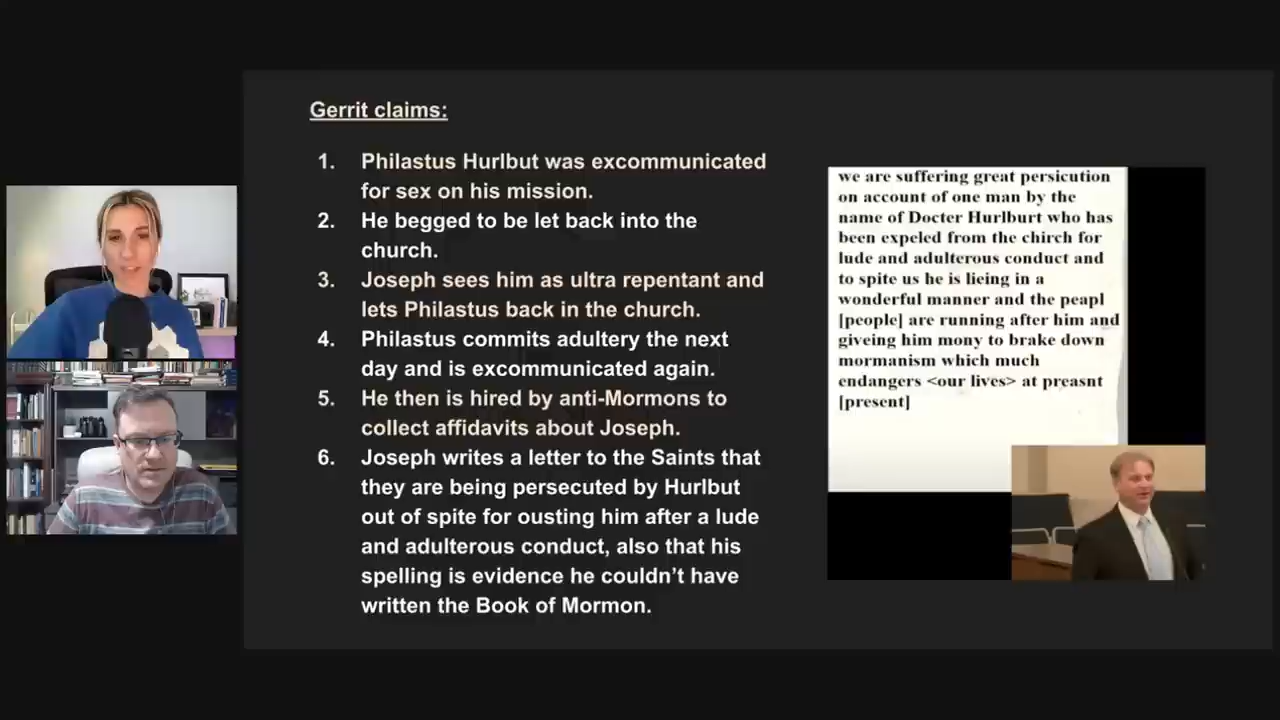 Gerrit claims:
1. Philastus Hurlbut was excommunicated
for sex on his mission.
2. He begged to be let back into the
church.
3. Joseph sees him as ultra repentant and
lets Philastus back in the church.
4. Philastus commits adultery the next
day and is excommunicated again.
5. He then is hired by anti-Mormons to
collect affidavits about Joseph.
6. Joseph writes a letter to the Saints that
they are being persecuted by Hurlbut
out of spite for ousting him after a lude
and adulterous conduct, also that his
spelling is evidence he couldn’t have
written the Book of Mormon.
we are suffering great persicution
on account of one man by the
name of Docter Hurlburt who has
been expeled from the chirch for
lude and adulterous conduct and
to spite us he is lieing in a
wonderful manner and the peapl
[people] are running after him and
giveing him mony to brake down
mormanism which much
endangers <our lives> at preasnt
[present]